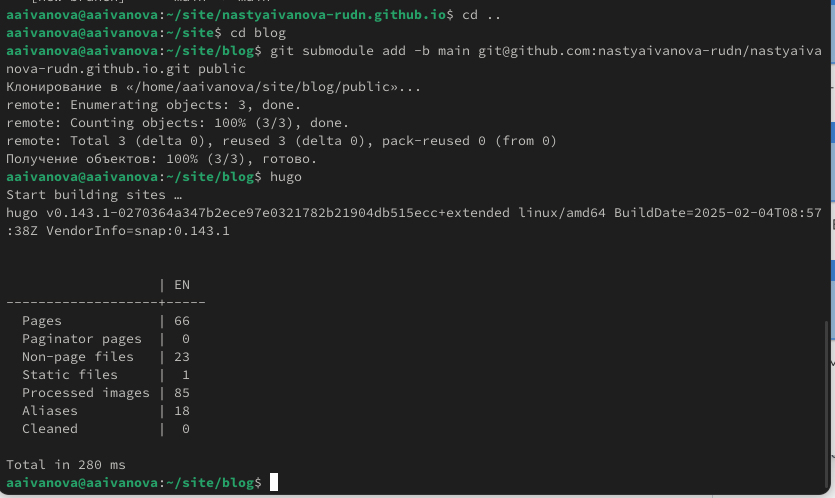 aaivanova@aaivanova:~/site/nastyaivanova-rudn.github.io$ cd ..
aaivanova@aaivanova:~/site$ cd blog
aaivanova@aaivanova:~/site/blog$ git submodule add -b main git@github.com:nastyaivanova-rudn/nastyaiva
nova-rudn.github.io.git public
Клонирование в «/home/aaivanova/site/blog/public»...
remote: Enumerating objects: 3, done.
remote: Counting objects: 100% (3/3), done.
remote: Total 3 (delta 0), reused 3 (delta 0), pack-reused 0 (from 0)
Получение объектов: 100% (3/3), готово.
aaivanova@aaivanova:~/site/blog$ hugo
Start building sites …
hugo v0.143.1-0270364a347b2ece97e0321782b21904db515ecc+extended linux/amd64 BuildDate=2025-02-04T08:57
:38Z VendorInfo=snap:0.143.1
| EN
-------------------+-----
Pages | 66
Paginator pages | 0
Non-page files | 23
Static files | 1
Processed images | 85
Aliases | 18
Cleaned | 0
Total in 280 ms
aaivanova@aaivanova:~/site/blog$